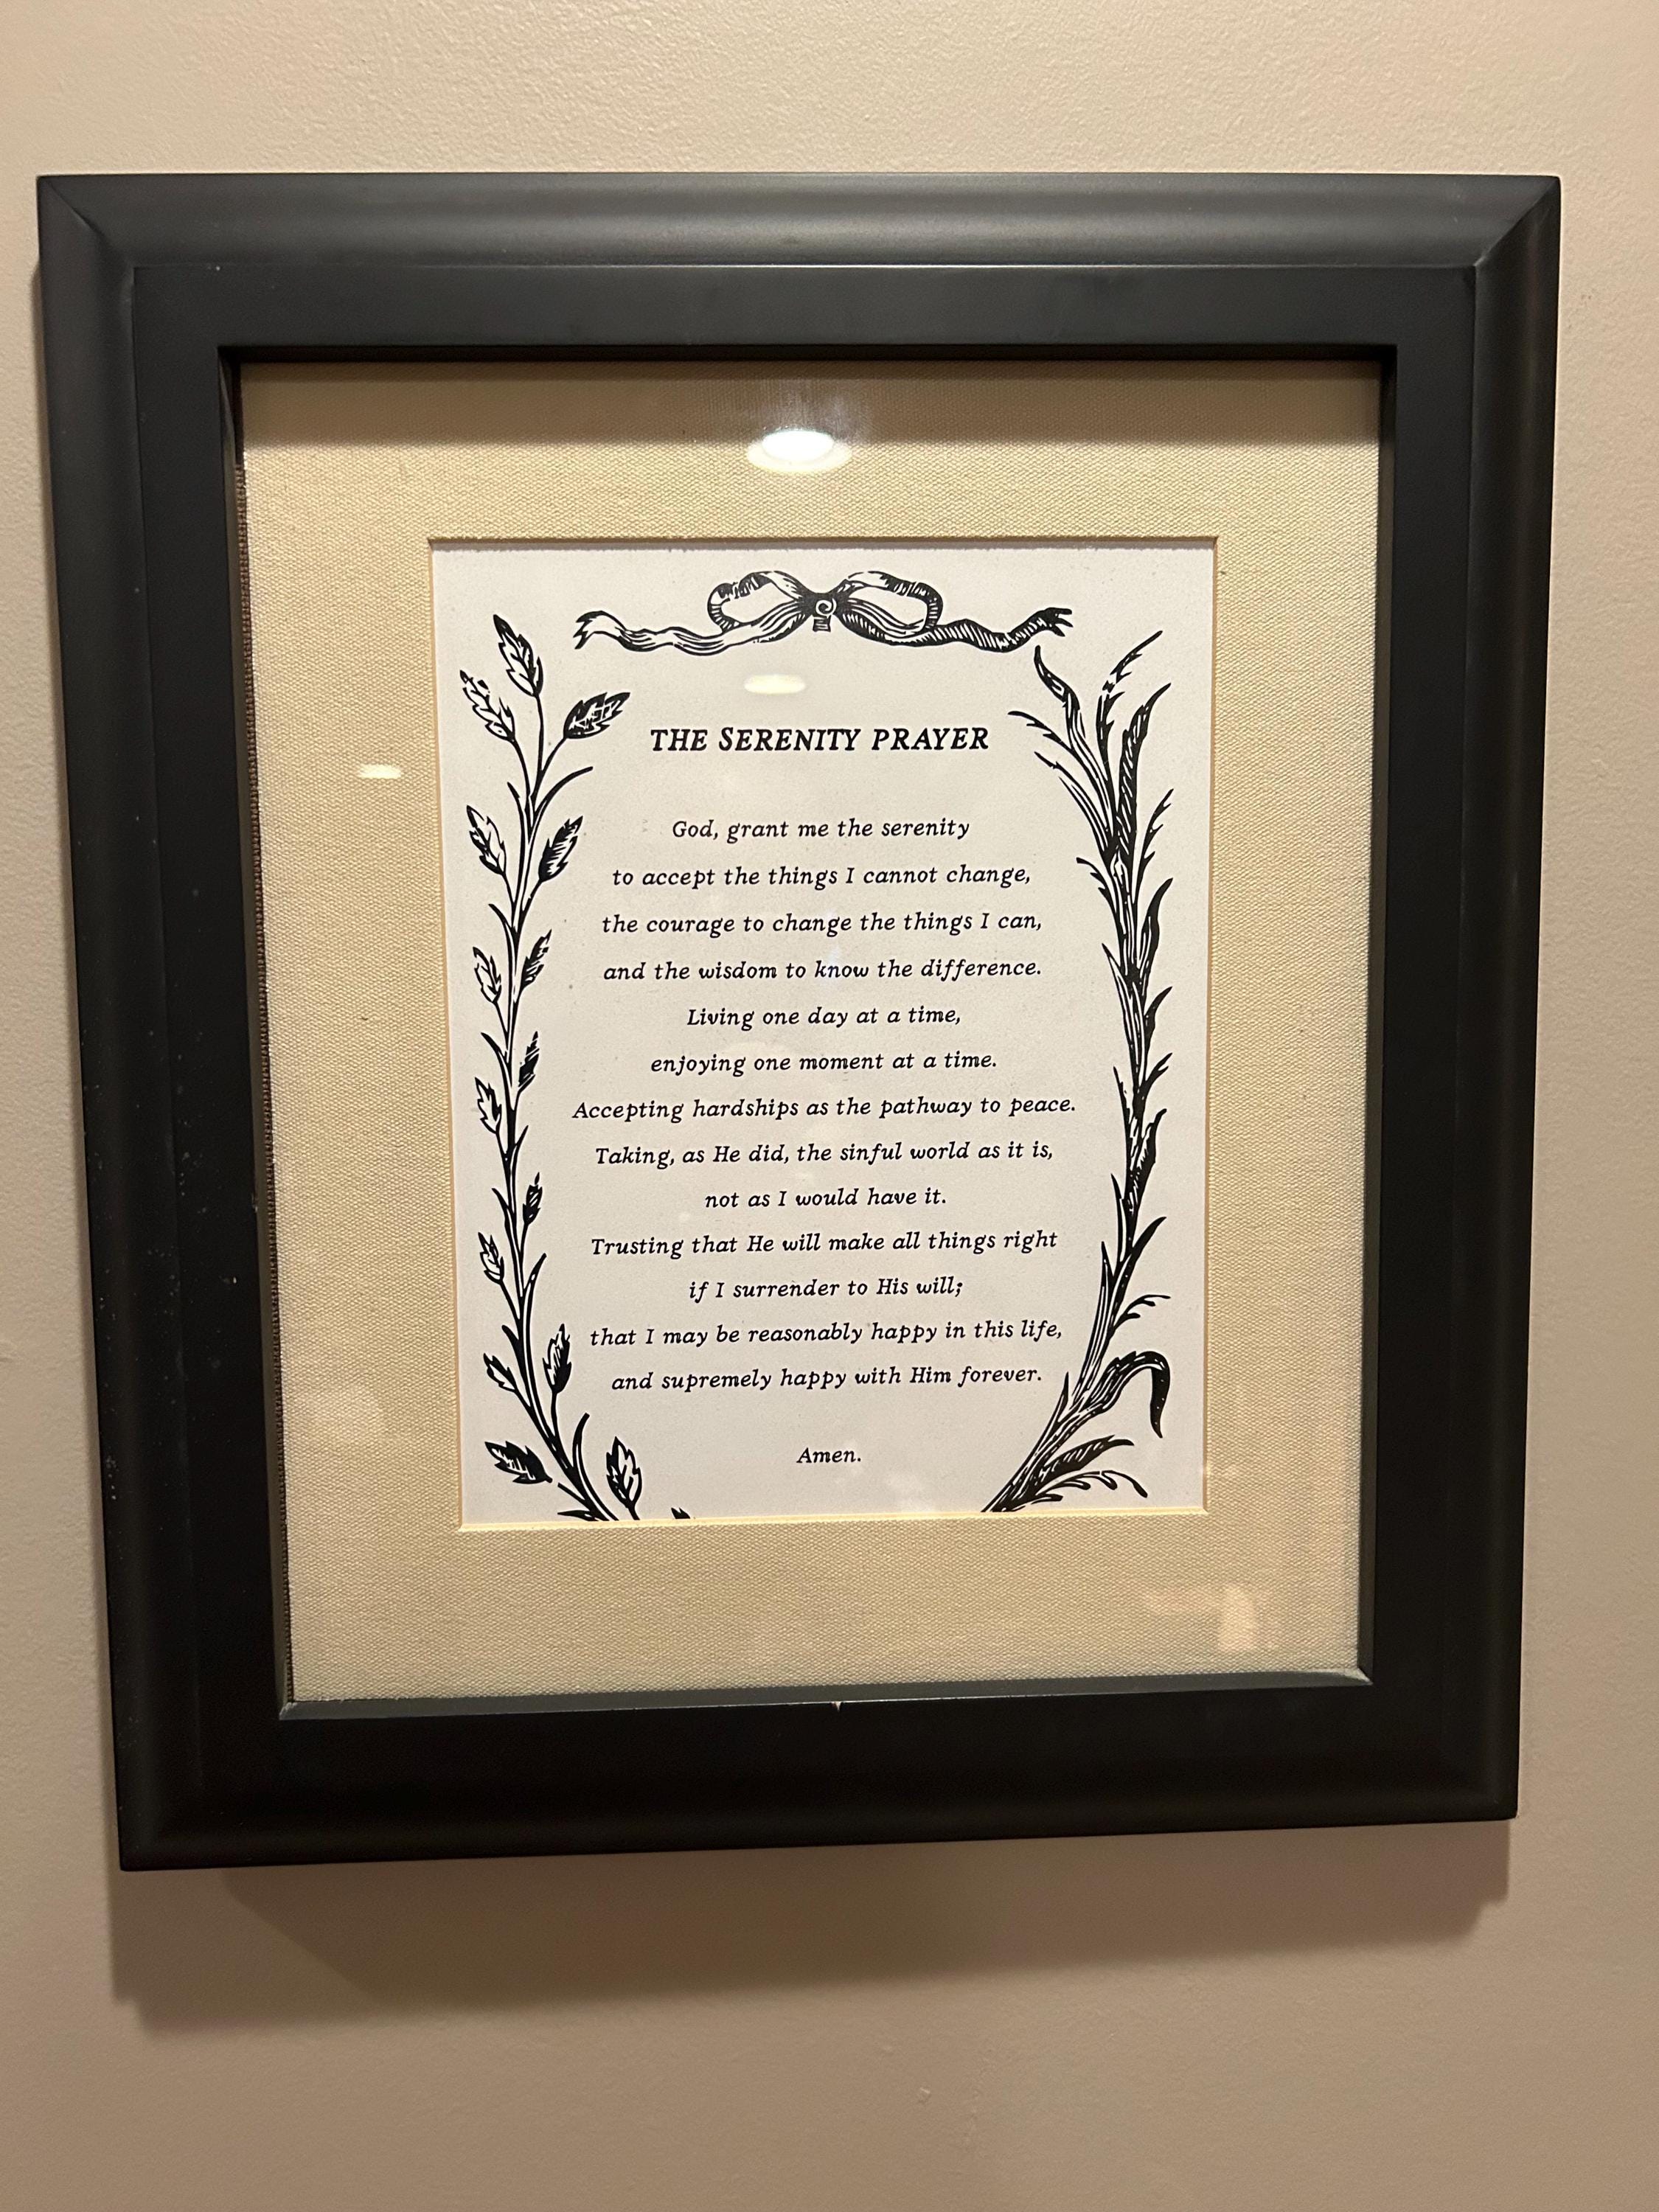 THE SERENITY PRAYER
God, grant me the serenity
to accept the things I cannot change,
the courage to change the things I can,
and the wisdom to know the difference.
Living one day at a time,
enjoying one moment at a time.
Accepting hardships as the pathway to peace.
Taking, as He did, the sinful world as it is,
not as I would have it.
Trusting that He will make all things right
if I surrender to His will;
that I may be reasonably happy in this life,
and supremely happy with Him forever.
Amen.